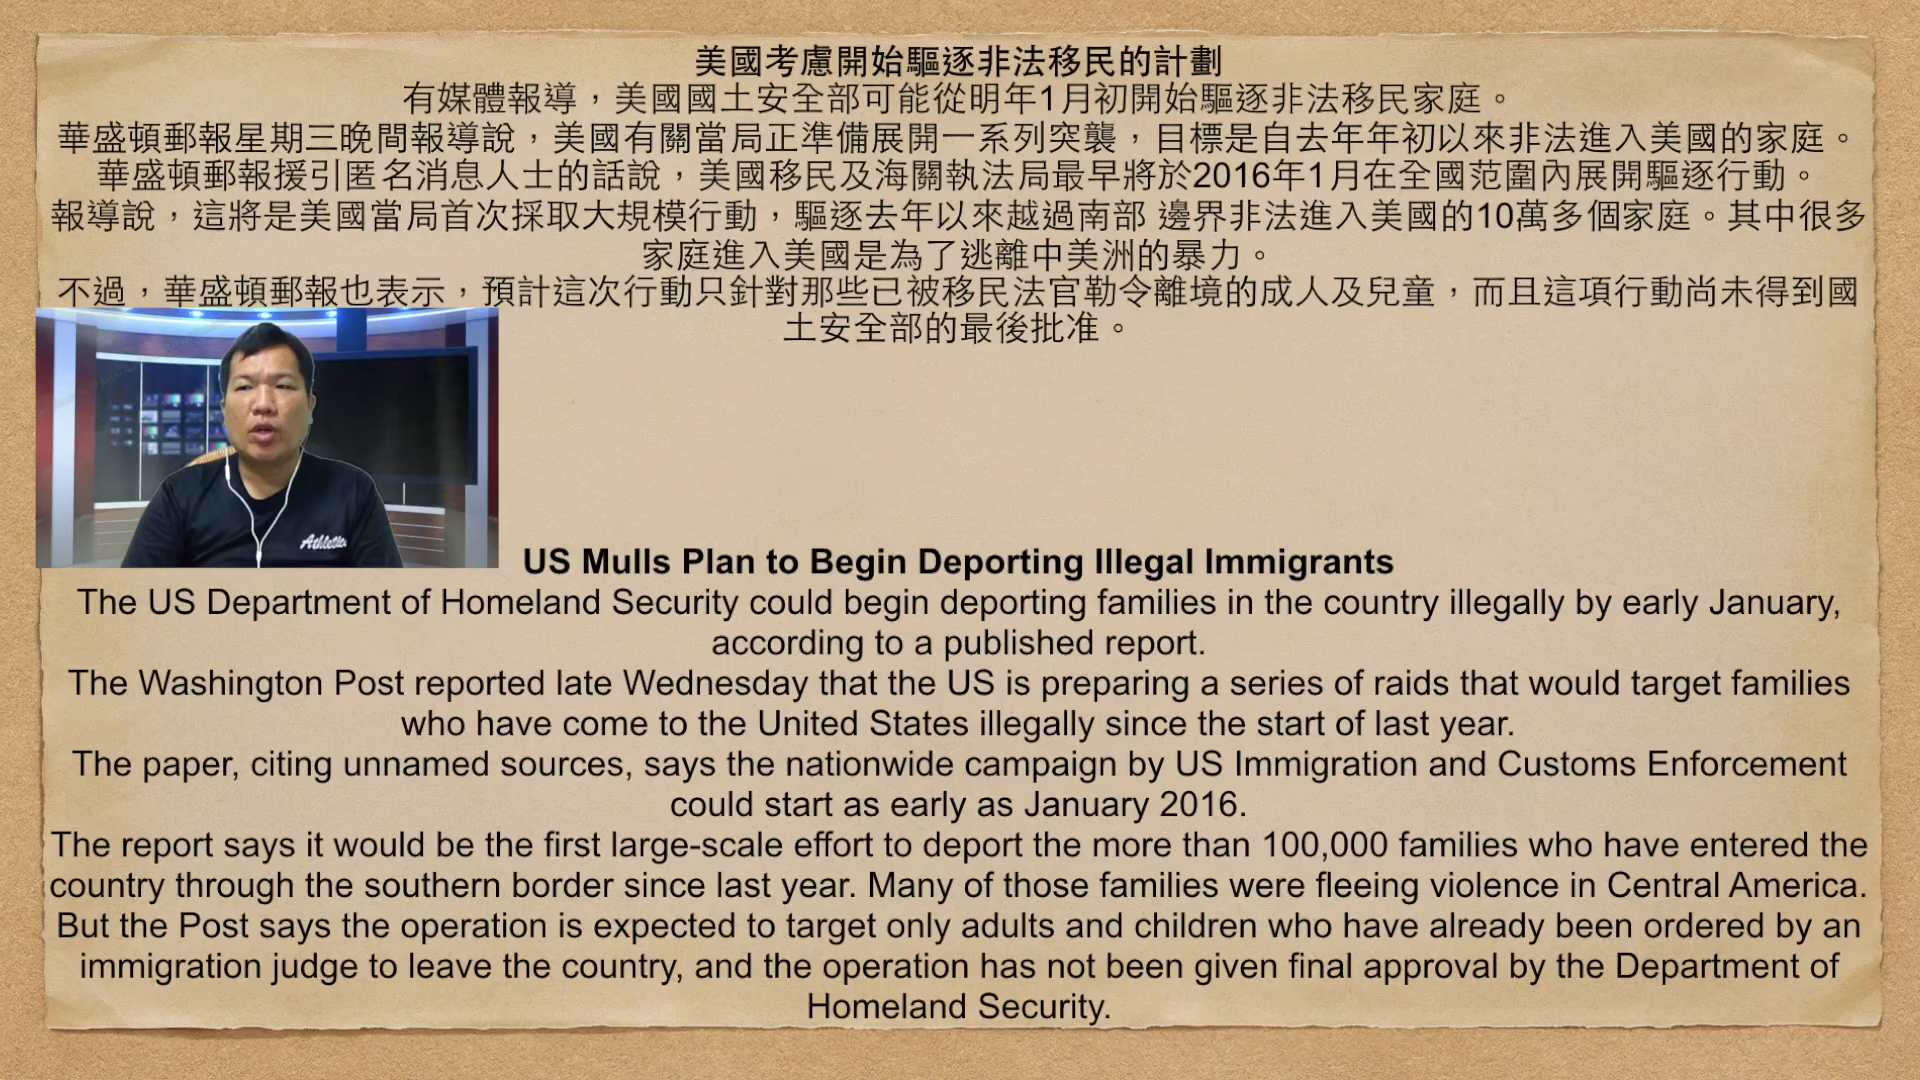 美國考慮開始驅逐非法移民的計劃
有媒體報導，美國國土安全部可能從明年1月初開始驅逐非法移民家庭。
華盛頓郵報星期三晚間報導說，美國有關當局正準備展開一系列突襲，目標是自去年年初以來非法進入美國的家庭。
華盛頓郵報援引匿名消息人士的話說，美國移民及海關執法局最早將於2016年1月在全國范圍內展開驅逐行動。
報導說，這將是美國當局首次採取大規模行動，驅逐去年以來越過南部 邊界非法進入美國的10萬多個家庭。其中很多
家庭進入美國是為了逃離中美洲的暴力。
不過，華盛頓郵報也表示，預計這次行動只針對那些已被移民法官勒令離境的成人及兒童，而且這項行動尚未得到國
土安全部的最後批准。
Athletics
US Mulls Plan to Begin Deporting Illegal Immigrants
The US Department of Homeland Security could begin deporting families in the country illegally by early January,
according to a published report.
The Washington Post reported late Wednesday that the US is preparing a series of raids that would target families
who have come to the United States illegally since the start of last year.
The paper, citing unnamed sources, says the nationwide campaign by US Immigration and Customs Enforcement
could start as early as January 2016.
The report says it would be the first large-scale effort to deport the more than 100,000 families who have entered the
country through the southern border since last year. Many of those families were fleeing violence in Central America.
But the Post says the operation is expected to target only adults and children who have already been ordered by an
immigration judge to leave the country, and the operation has not been given final approval by the Department of
Homeland Security.